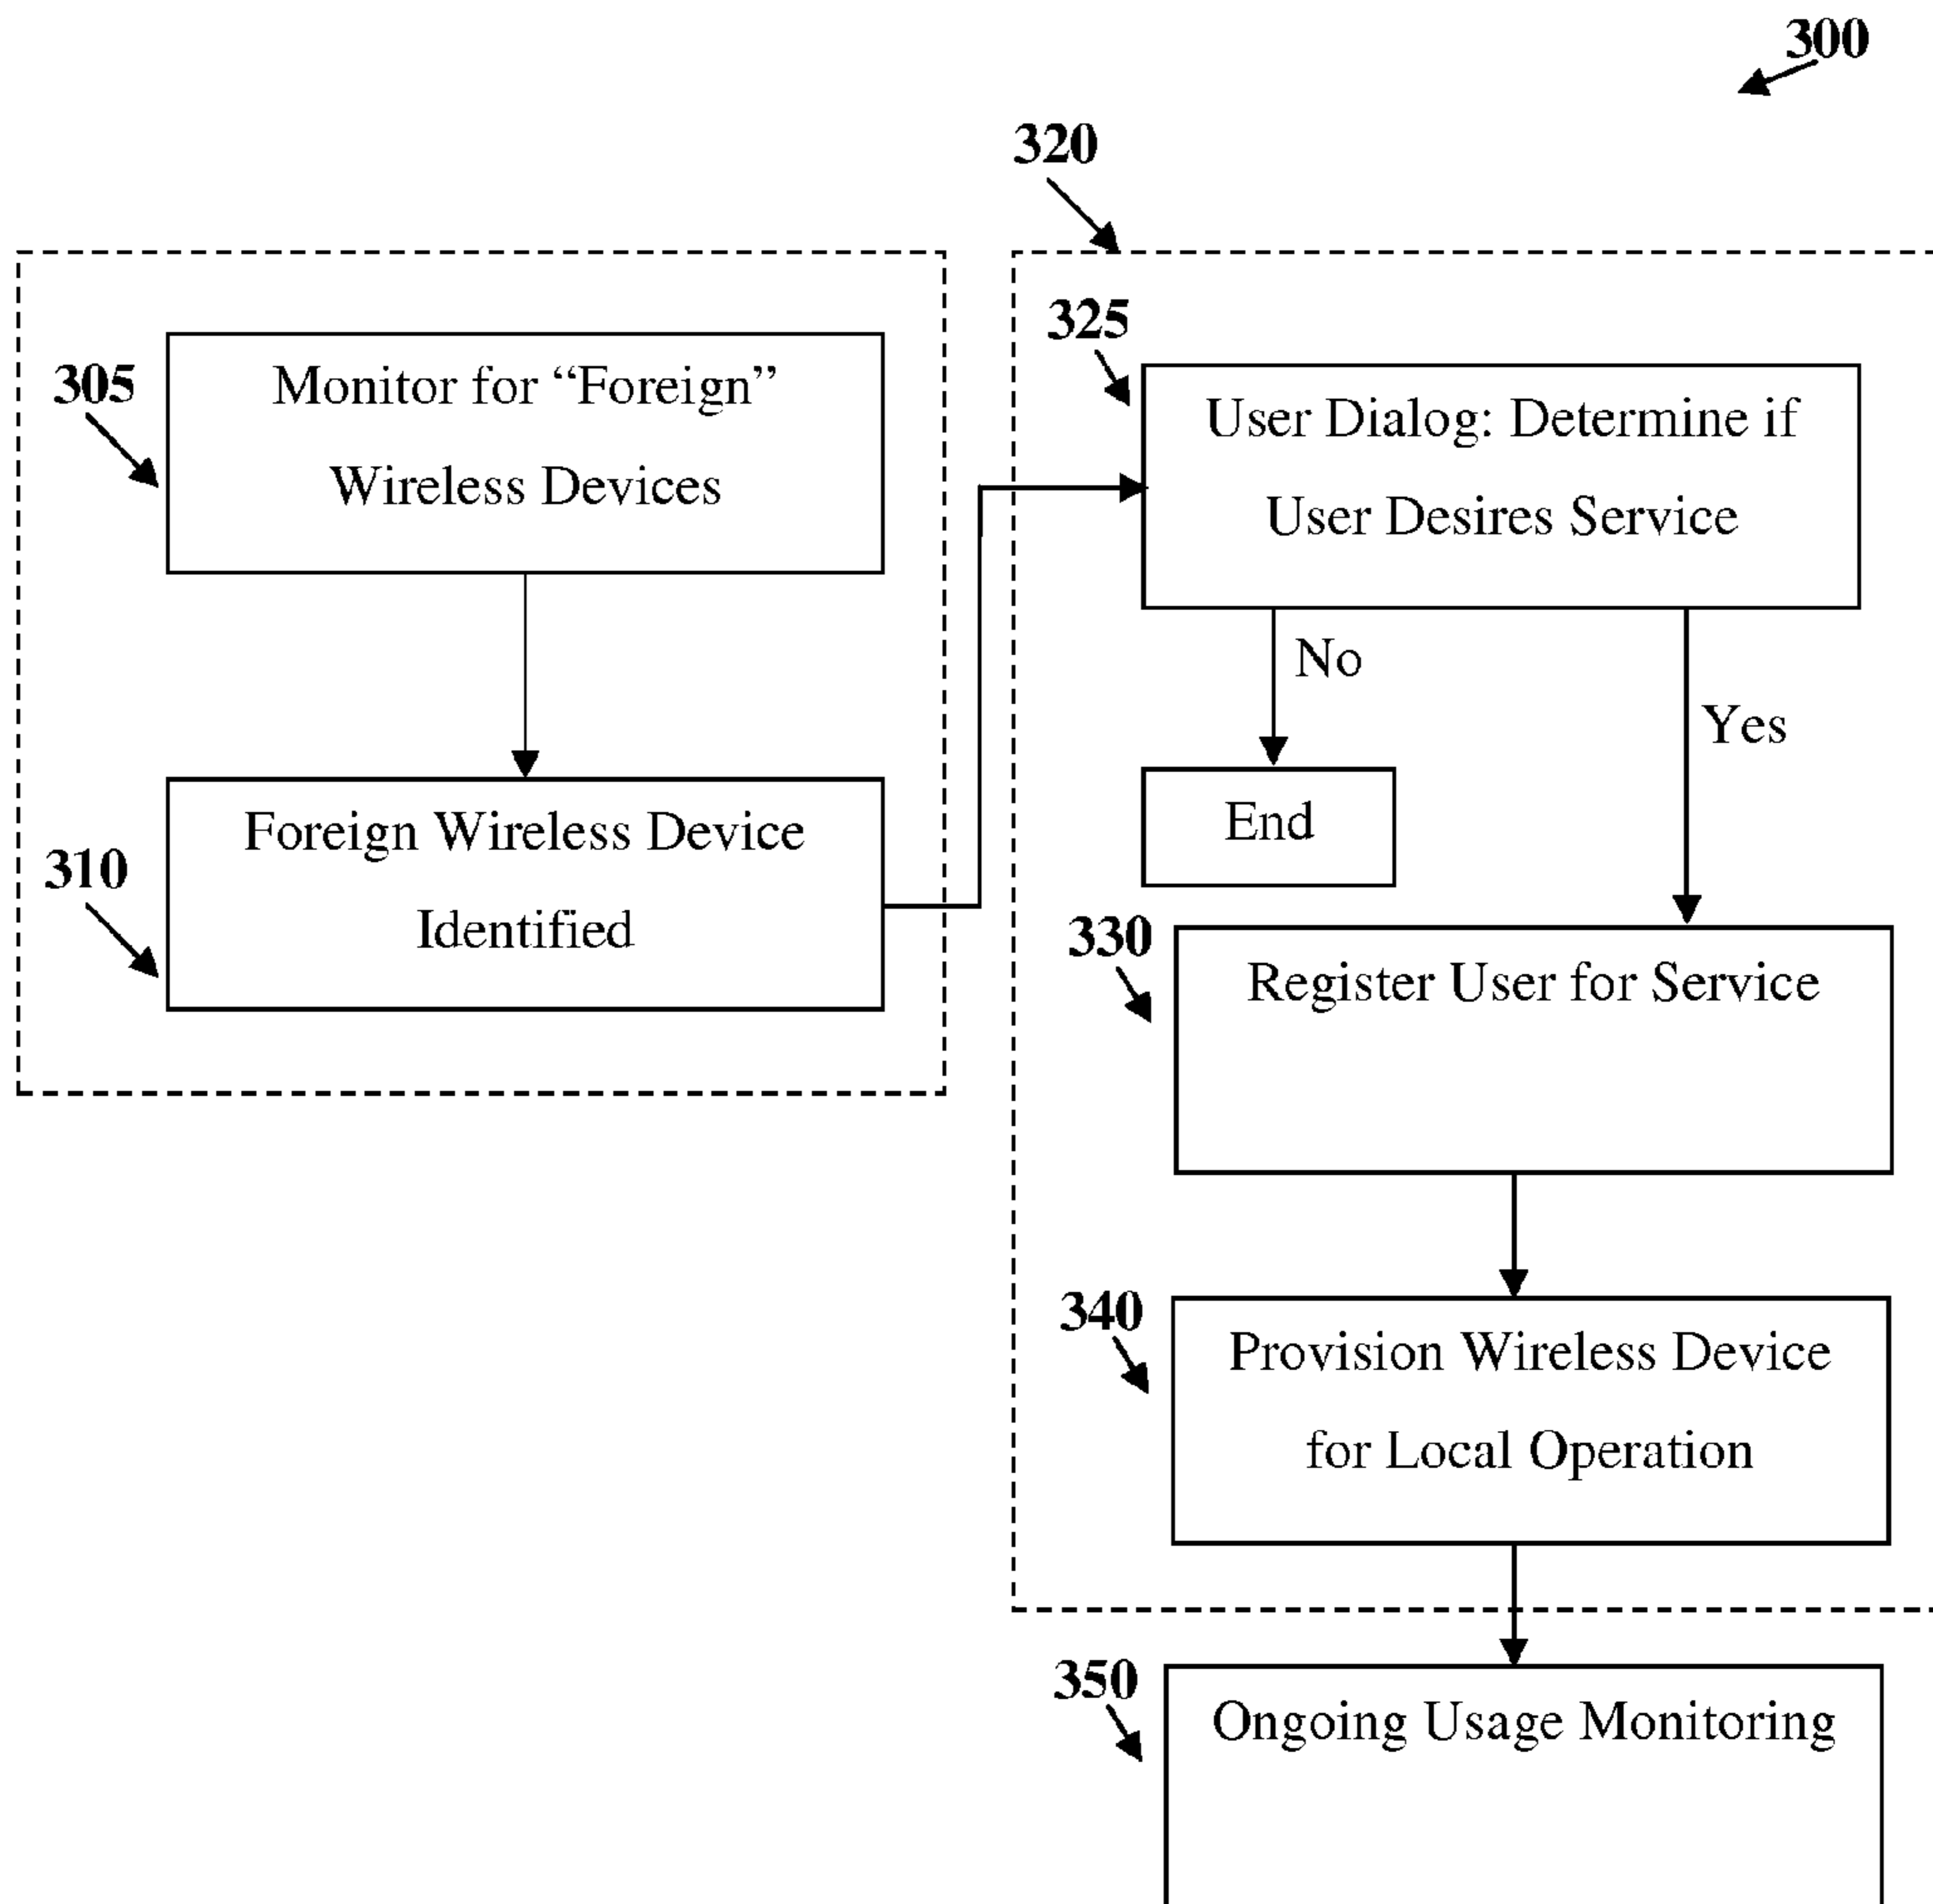 300
320
305
Monitor for “Foreign”
Wireless Devices
310
Foreign Wireless Device
Identified
325
User Dialog: Determine if
User Desires Service
No
Yes
End
330
Register User for Service
340
Provision Wireless Device
for Local Operation
350
Ongoing Usage Monitoring